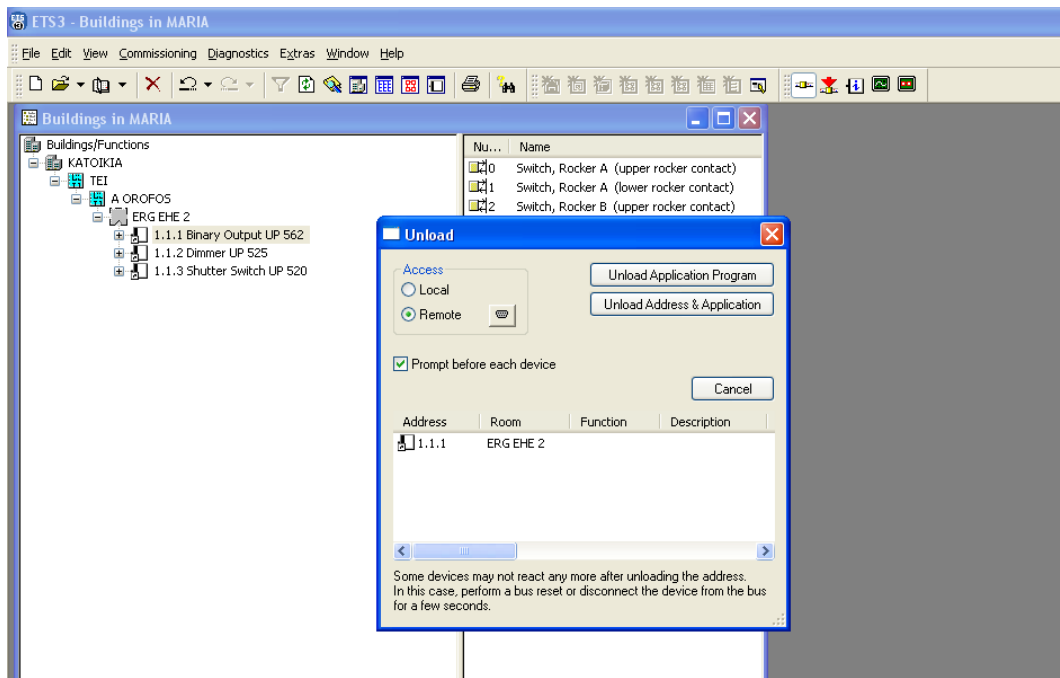 ETS3 - Buildings in MARIA
File Edit View Commissioning Diagnostics Extras Window Help
Buildings in MARIA
Buildings/Functions
KATOIKIA
TEI
A OROFOS
ERG EHE 2
1.1.1 Binary Output UP 562
1.1.2 Dimmer UP 525
1.1.3 Shutter Switch UP 520
Nu... Name
0 Switch, Rocker A (upper rocker contact)
1 Switch, Rocker A (lower rocker contact)
2 Switch, Rocker B (upper rocker contact)
Unload
Access
Local
Remote
Unload Application Program
Unload Address & Application
Prompt before each device
Cancel
Address Room Function Description
1.1.1 ERG EHE 2
Some devices may not react any more after unloading the address.
In this case, perform a bus reset or disconnect the device from the bus
for a few seconds.